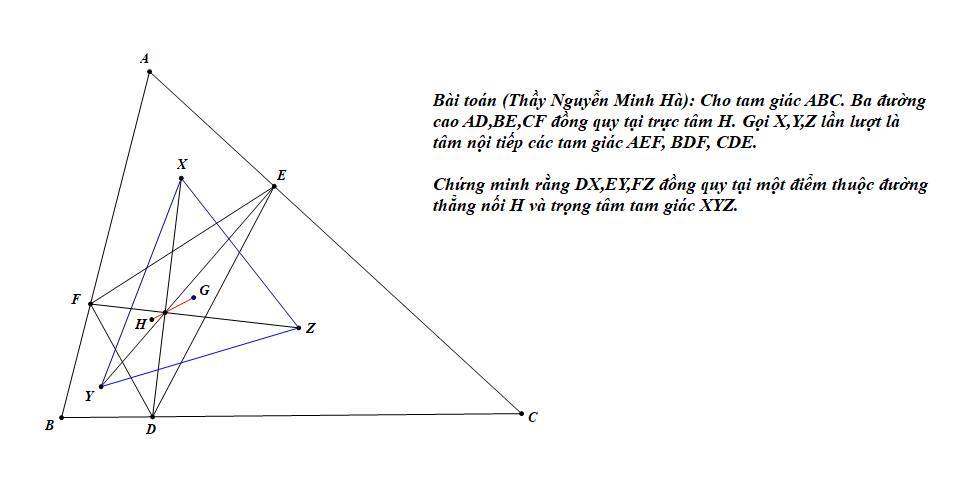 A
Bài toán (Thầy Nguyễn Minh Hà): Cho tam giác ABC. Ba đường
cao AD,BE,CF đồng quy tại trực tâm H. Gọi X,Y,Z lần lượt là
tâm nội tiếp các tam giác AEF, BDF, CDE.
X
E
Chứng minh rằng DX,EY,FZ đồng quy tại một điểm thuộc đường
thẳng nối H và trọng tâm tam giác XYZ.
G
F
H
Z
Y
B
D
C